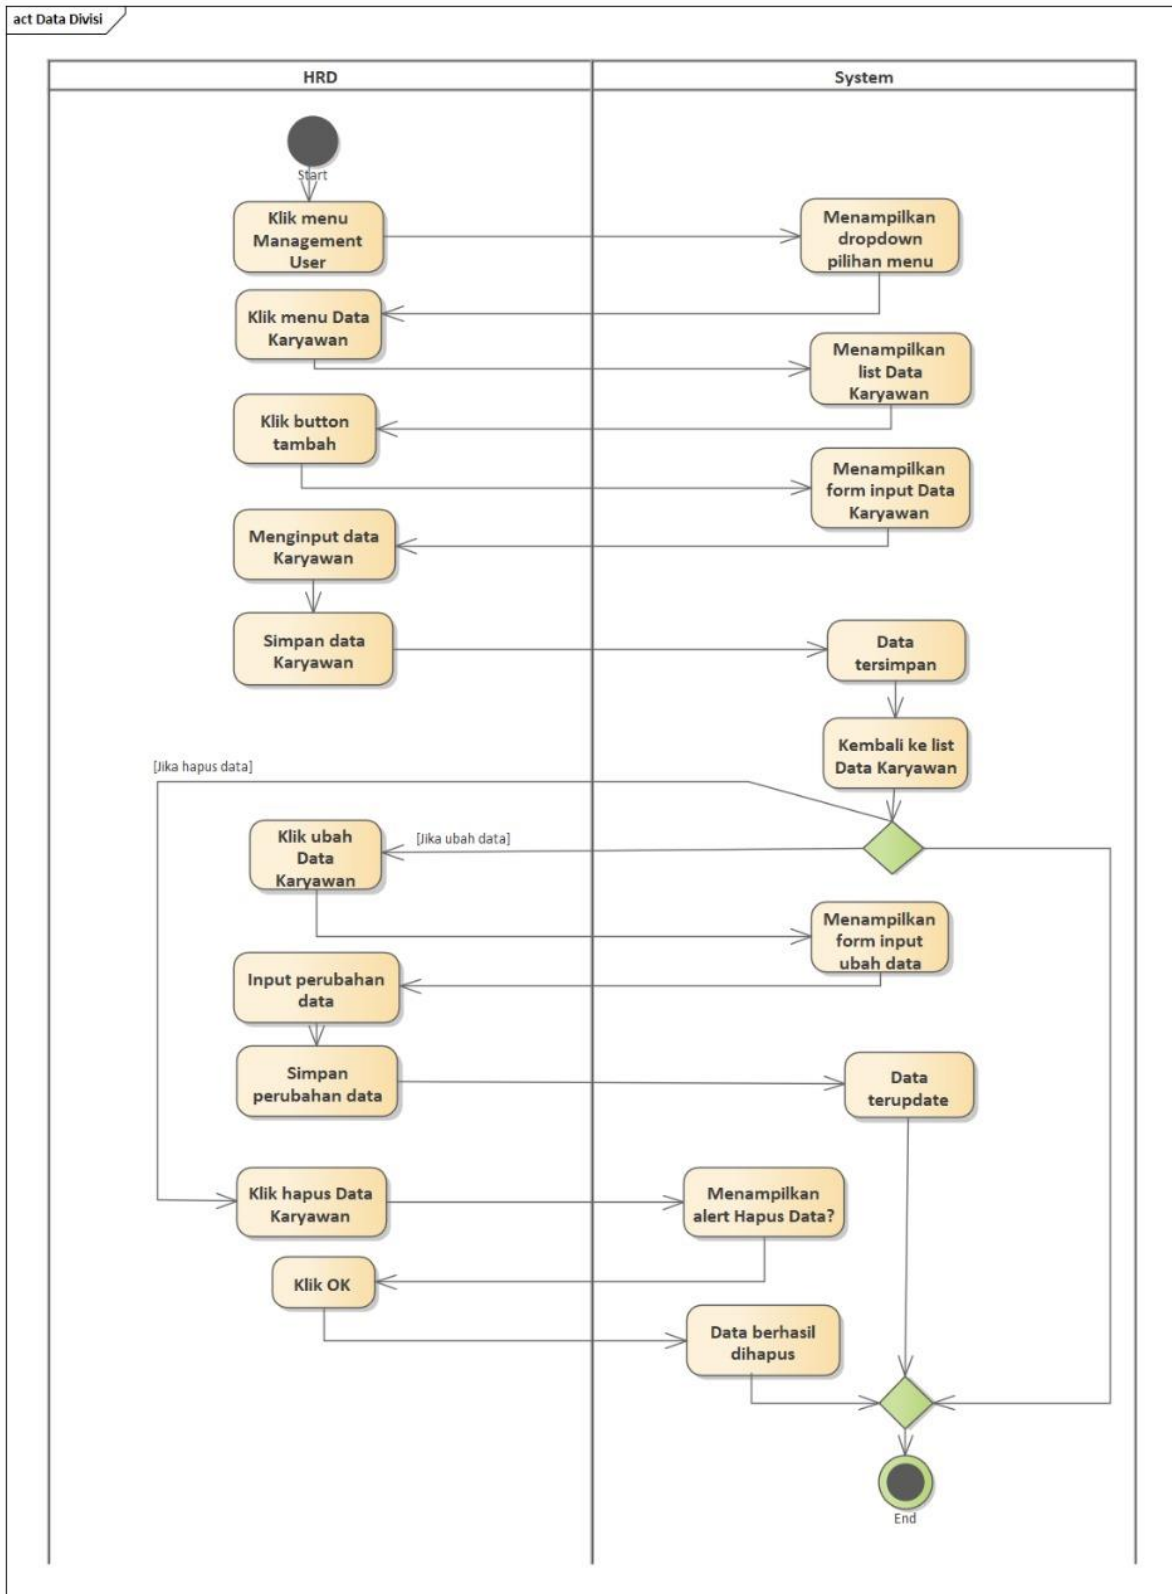 act Data Divisi
HRD
System
Start
Klik menu
Management
User
Menampilkan
dropdown
pilihan menu
Klik menu Data
Karyawan
Menampilkan
list Data
Karyawan
Klik button
tambah
Menampilkan
form input Data
Karyawan
Menginput data
Karyawan
Simpan data
Karyawan
Data
tersimpan
Kembali ke list
Data Karyawan
[Jika hapus data]
Klik ubah
Data
Karyawan
[Jika ubah data]
Menampilkan
form input
ubah data
Input perubahan
data
Simpan
perubahan data
Data
terupdate
Klik hapus Data
Karyawan
Menampilkan
alert Hapus Data?
Klik OK
Data berhasil
dihapus
End